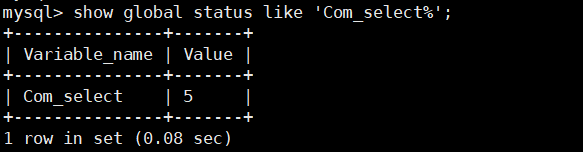 mysql> show global status like 'Com_select%';
+---------------+-------+
| Variable_name | Value |
+---------------+-------+
| Com_select    | 5     |
+---------------+-------+
1 row in set (0.08 sec)